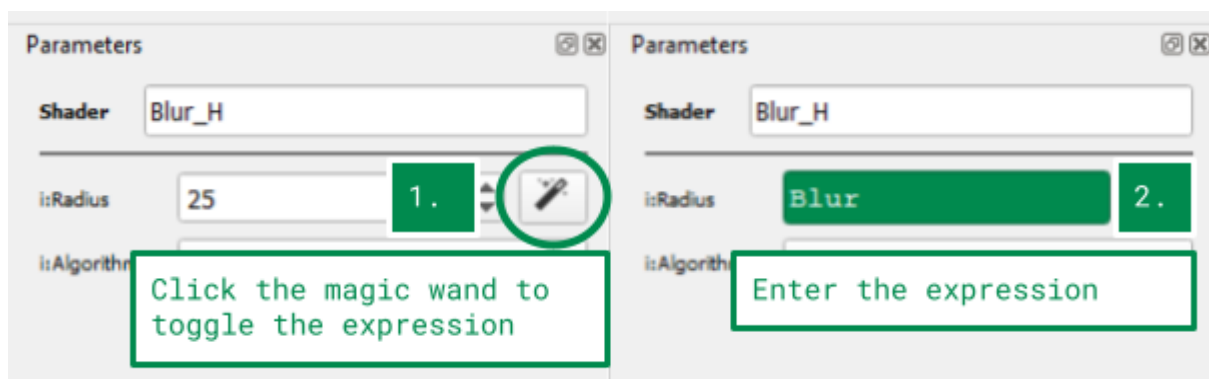 Parameters
Shader Blur_H
i:Radius 25
1.
i:Algorithm
Click the magic wand to
toggle the expression
Parameters
Shader Blur_H
i:Radius Blur
2.
Enter the expression